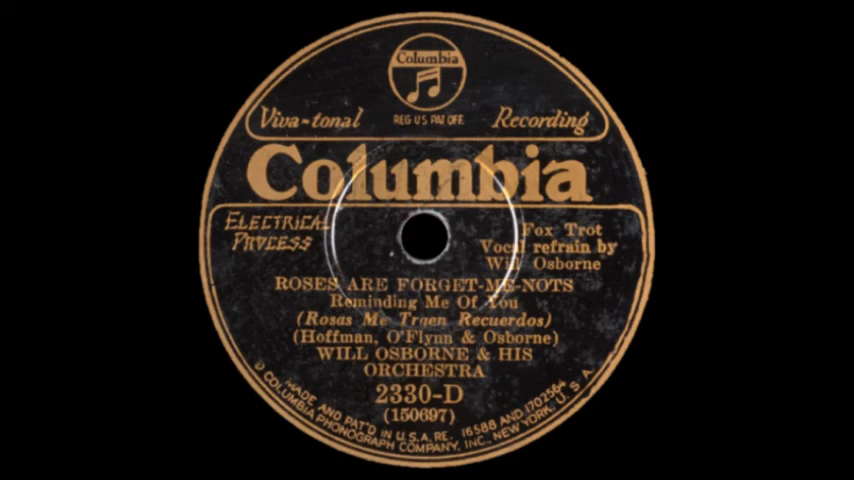 Columbia
REG U S PAT OFF.
Viva-tonal Recording
Columbia
ELECTRICAL
PROCESS
Fox Trot
Vocal refrain by
Will Osborne
ROSES ARE FORGET-ME-NOTS
Reminding Me Of You
(Rosas Me Traen Recuerdos)
(Hoffman, O'Flynn & Osborne)
WILL OSBORNE & HIS
ORCHESTRA
2330-D
(150697)
MADE AND PAT'D IN U.S.A. RE. 16588 AND 1702564
COLUMBIA PHONOGRAPH COMPANY, INC., NEW YORK, U. S. A.